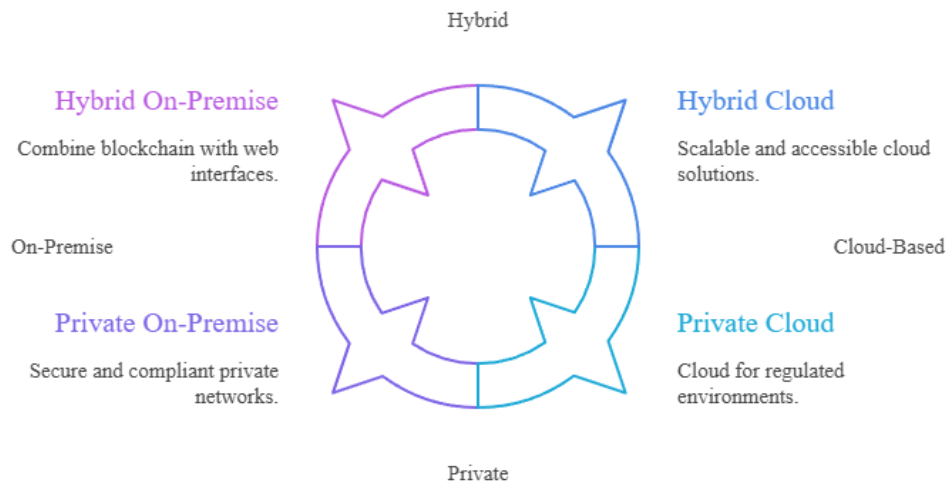 Hybrid
Hybrid On-Premise
Combine blockchain with web
interfaces.
Hybrid Cloud
Scalable and accessible cloud
solutions.
On-Premise
Cloud-Based
Private On-Premise
Secure and compliant private
networks.
Private Cloud
Cloud for regulated
environments.
Private